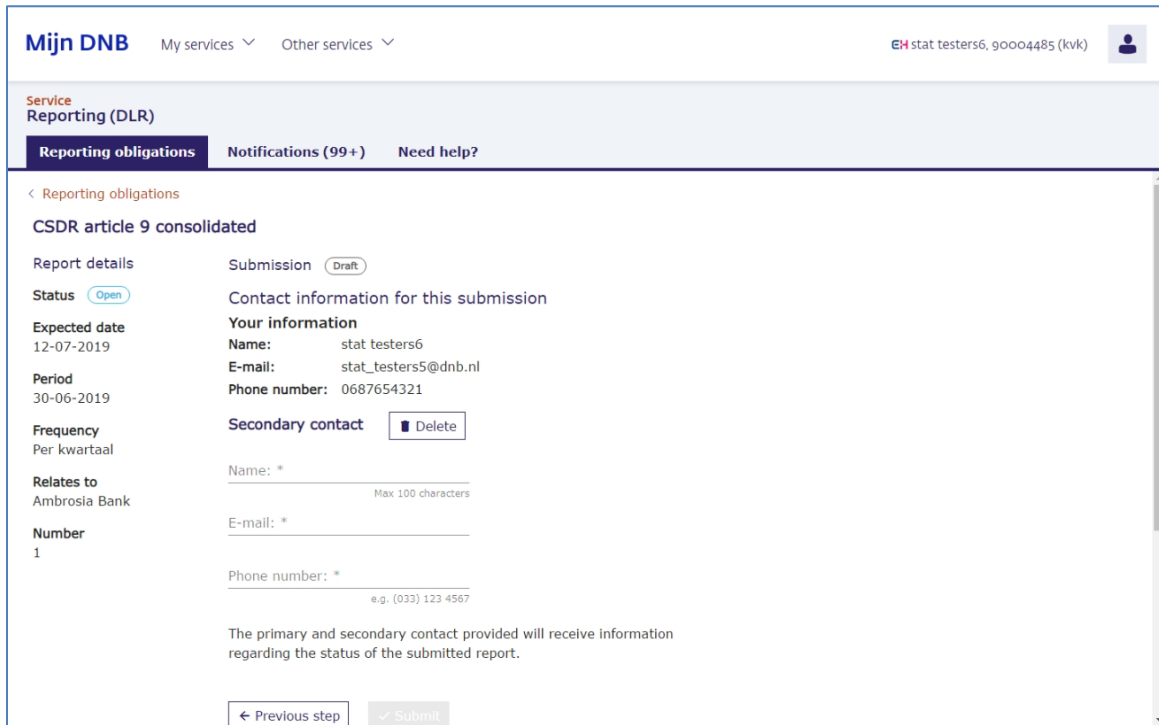 Mijn DNB My services Other services EH stat testers6, 90004485 (kvk)
Service
Reporting (DLR)
Reporting obligations Notifications (99+) Need help?
< Reporting obligations
CSDR article 9 consolidated
Report details
Status Open
Expected date
12-07-2019
Period
30-06-2019
Frequency
Per kwartaal
Relates to
Ambrosia Bank
Number
1
Submission Draft
Contact information for this submission
Your information
Name: stat testers6
E-mail: stat_testers5@dnb.nl
Phone number: 0687654321
Secondary contact Delete
Name: *
Max 100 characters
E-mail: *
Phone number: *
e.g. (033) 123 4567
The primary and secondary contact provided will receive information
regarding the status of the submitted report.
← Previous step ✓ Submit